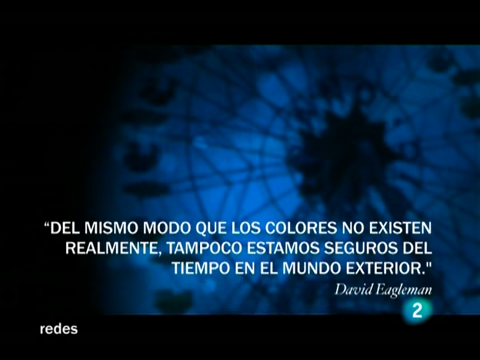 “DEL MISMO MODO QUE LOS COLORES NO EXISTEN
REALMENTE, TAMPOCO ESTAMOS SEGUROS DEL
TIEMPO EN EL MUNDO EXTERIOR."
David Eagleman
2
redes